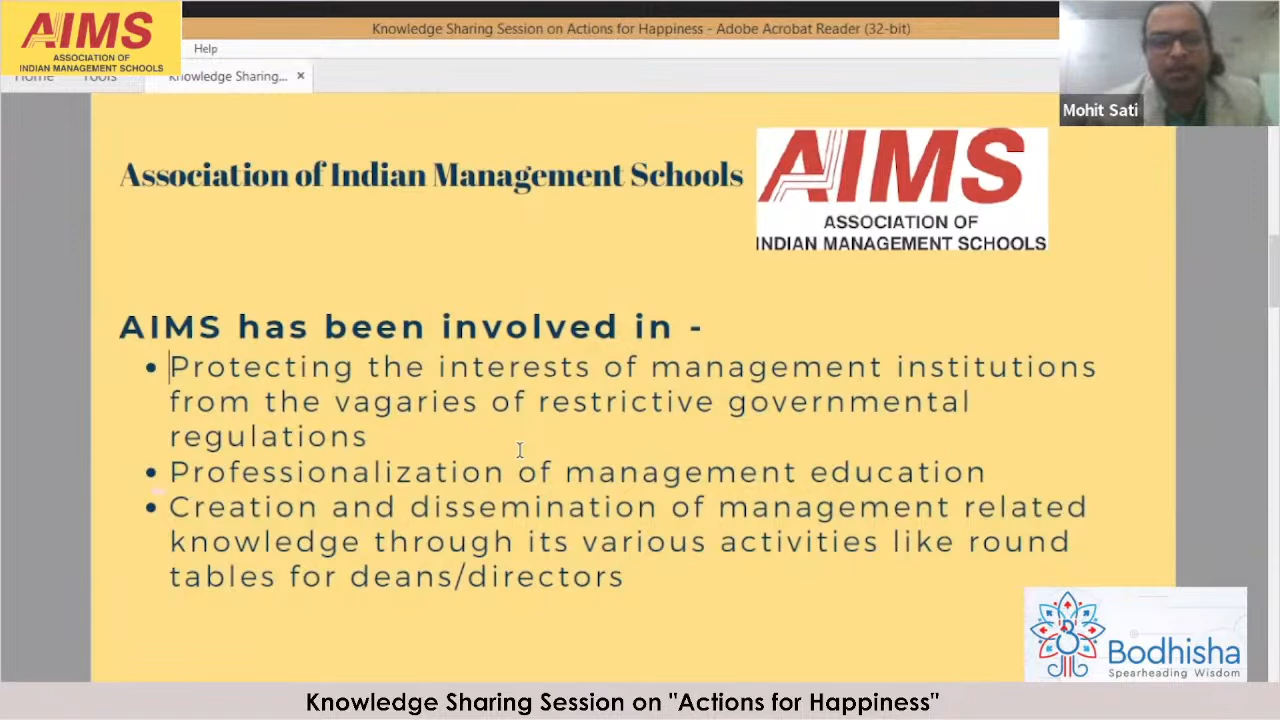 AIMS
ASSOCIATION OF
INDIAN MANAGEMENT SCHOOLS
Knowledge Sharing Session on Actions for Happiness - Adobe Acrobat Reader (32-bit)
Help
Home Tools Knowledge Sharing... ×
Mohit Sati
Association of Indian Management Schools
AIMS
ASSOCIATION OF
INDIAN MANAGEMENT SCHOOLS
AIMS has been involved in -
• Protecting the interests of management institutions
from the vagaries of restrictive governmental
regulations
• Professionalization of management education
• Creation and dissemination of management related
knowledge through its various activities like round
tables for deans/directors
Bodhisha
Spearheading Wisdom
Knowledge Sharing Session on "Actions for Happiness"